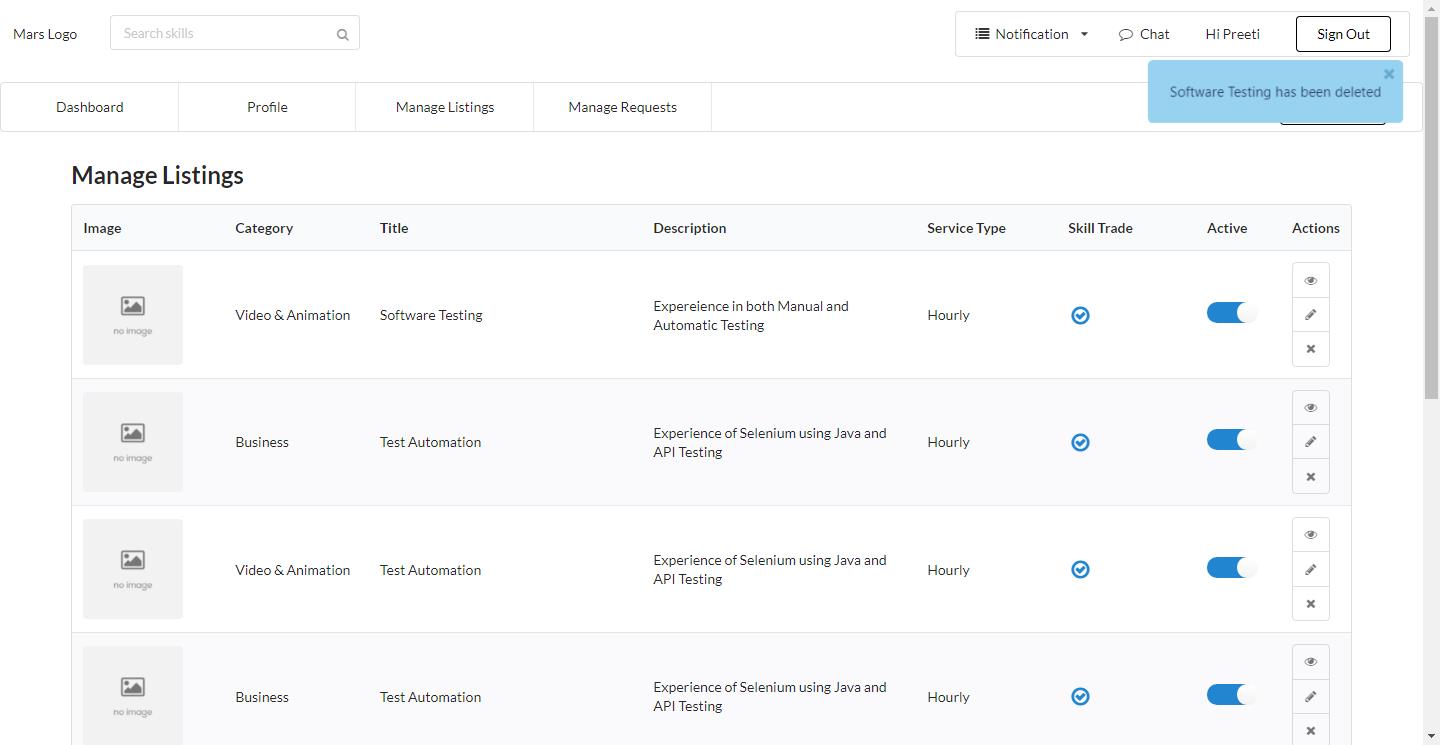 Mars Logo
Search skills
Notification
Chat
Hi Preeti
Sign Out
Software Testing has been deleted
Dashboard
Profile
Manage Listings
Manage Requests
Manage Listings
Image Category Title Description Service Type Skill Trade Active Actions
no image
Video & Animation
Software Testing
Expereience in both Manual and
Automatic Testing
Hourly
no image
Business
Test Automation
Experience of Selenium using Java and
API Testing
Hourly
no image
Video & Animation
Test Automation
Experience of Selenium using Java and
API Testing
Hourly
no image
Business
Test Automation
Experience of Selenium using Java and
API Testing
Hourly